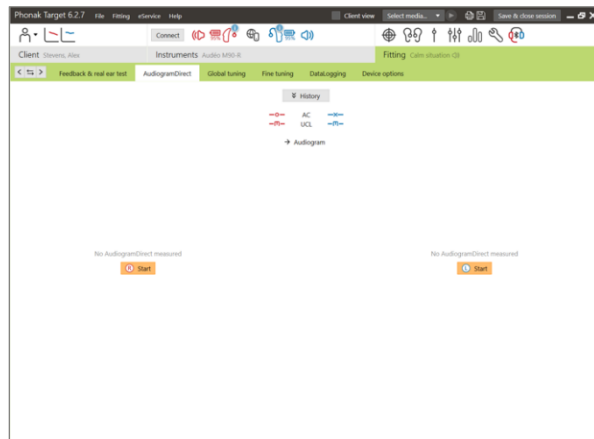 Phonak Target 6.2.7 File Fitting eService Help Client view Select media... Save & close session
Connect
Client Stevens, Alex Instruments Audéo M90-R Fitting Calm situation
Feedback & real ear test AudiogramDirect Global tuning Fine tuning DataLogging Device options
History
AC
UCL
Audiogram
No AudiogramDirect measured No AudiogramDirect measured
R Start L Start